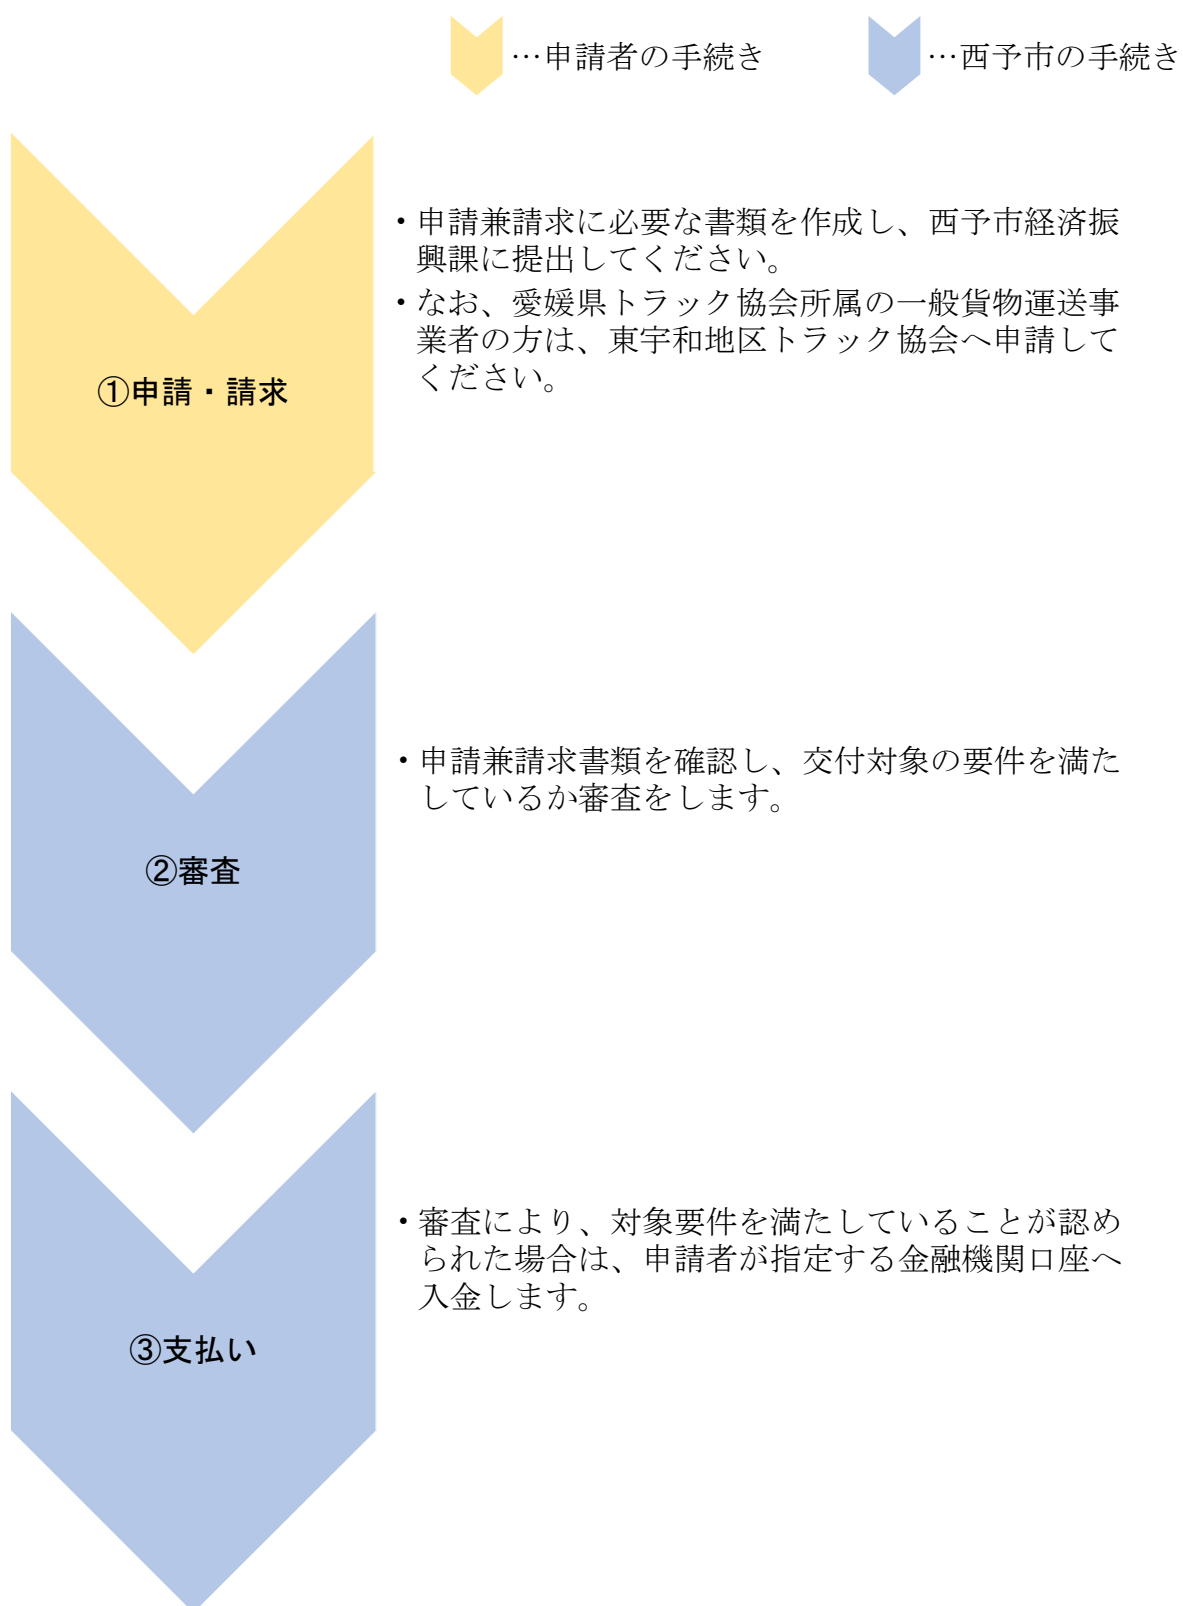 …申請者の手続き
…西予市の手続き
①申請・請求
・申請兼請求に必要な書類を作成し、西予市経済振
興課に提出してください。
・なお、愛媛県トラック協会所属の一般貨物運送事
業者の方は、東宇和地区トラック協会へ申請して
ください。
②審査
・申請兼請求書類を確認し、交付対象の要件を満た
しているか審査をします。
③支払い
・審査により、対象要件を満たしていることが認め
られた場合は、申請者が指定する金融機関口座へ
入金します。